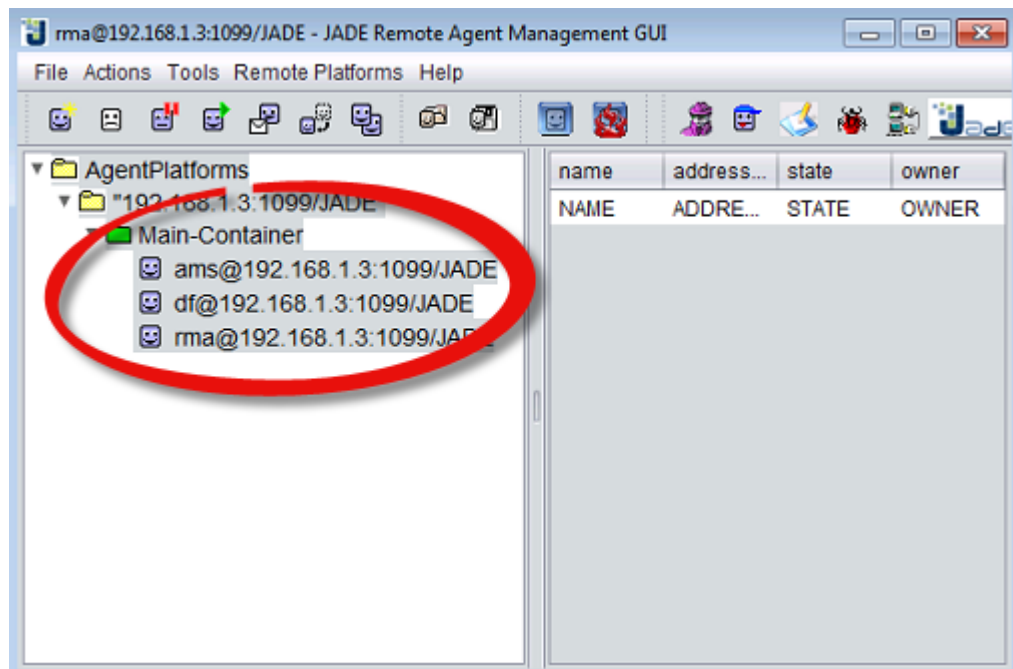 rma@192.168.1.3:1099/JADE - JADE Remote Agent Management GUI
File Actions Tools Remote Platforms Help
Jade
AgentPlatforms
"192.168.1.3:1099/JADE"
Main-Container
ams@192.168.1.3:1099/JADE
df@192.168.1.3:1099/JADE
rma@192.168.1.3:1099/JADE
name address... state owner
NAME ADDRE... STATE OWNER